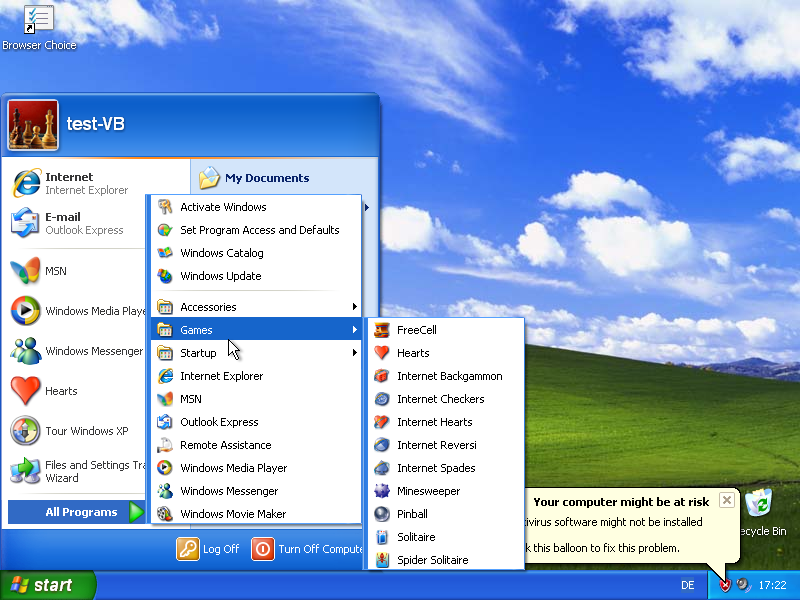 Browser Choice
test-VB
Internet
Internet Explorer
E-mail
Outlook Express
MSN
Windows Media Playe
Windows Messenger
Hearts
Tour Windows XP
Files and Settings Tra
Wizard
All Programs
My Documents
Activate Windows
Set Program Access and Defaults
Windows Catalog
Windows Update
Accessories
Games
Startup
Internet Explorer
MSN
Outlook Express
Remote Assistance
Windows Media Player
Windows Messenger
Windows Movie Maker
FreeCell
Hearts
Internet Backgammon
Internet Checkers
Internet Hearts
Internet Reversi
Internet Spades
Minesweeper
Pinball
Solitaire
Spider Solitaire
Log Off
Turn Off Compute
Your computer might be at risk
tivirus software might not be installed
k this balloon to fix this problem.
ecycle Bin
start
DE
17:22